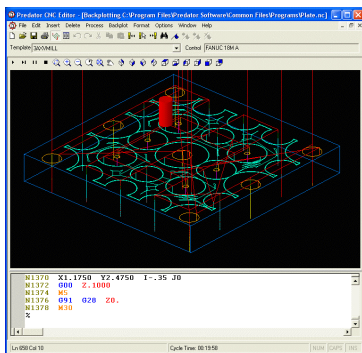 Predator CNC Editor - [Backplotting C:\Program Files\Predator Software\Common Files\Programs\Plate.nc]
File Edit Insert Delete Process Backplot Format Options Window Help
Template 3AXVMILL Control FANUC 18M A
N1370 X1.1750 Y2.4750 I-.35 J0
N1372 G00 Z.1000
N1374 M5
N1376 G91 G28 Z0.
N1378 M30
%
Ln 658 Col 10 Cycle Time: 00:19:58 NUM CAPS INS